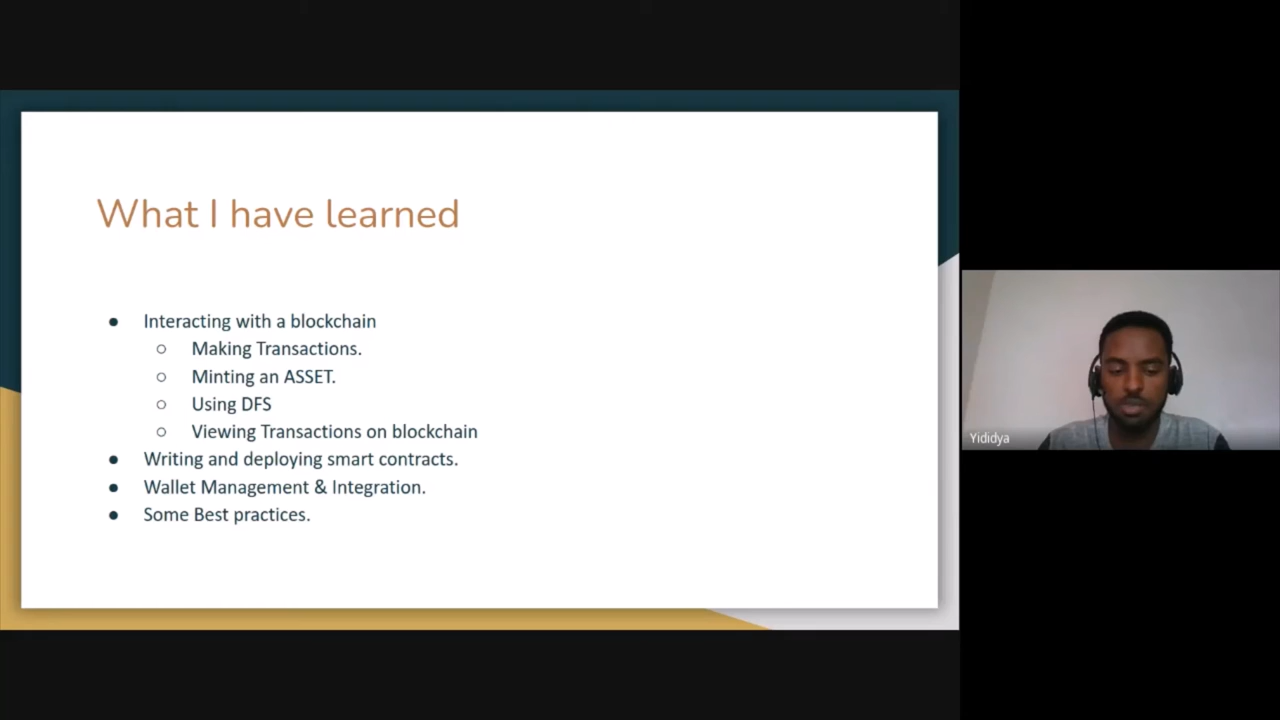 What I have learned
● Interacting with a blockchain
○ Making Transactions.
○ Minting an ASSET.
○ Using DFS
○ Viewing Transactions on blockchain
● Writing and deploying smart contracts.
● Wallet Management & Integration.
● Some Best practices.
Yididya